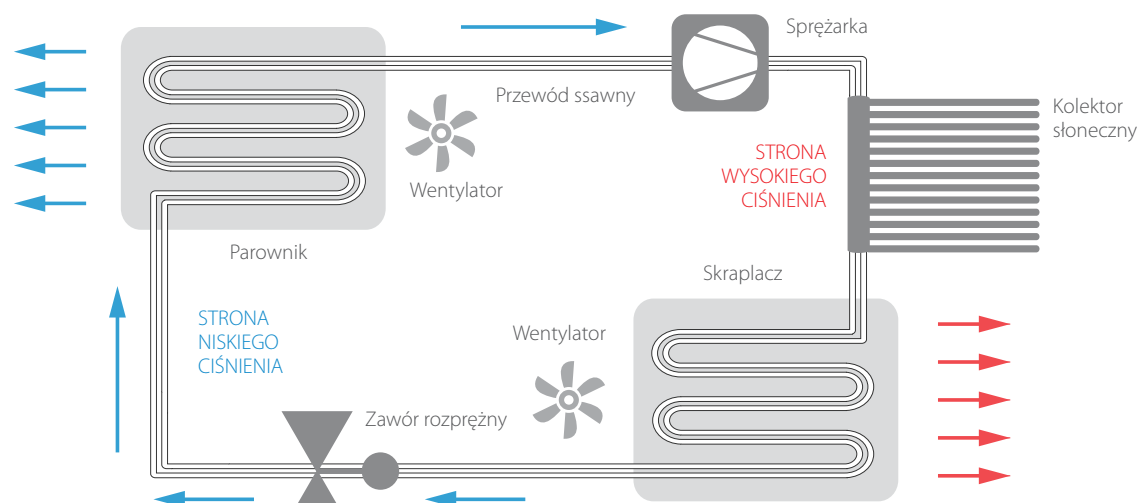 Sprężarka
Przewód ssawny
Kolektor
słoneczny
STRONA
WYSOKIEGO
CIŚNIENIA
Wentylator
Parownik
Skraplacz
STRONA
NISKIEGO
CIŚNIENIA
Wentylator
Zawór rozprężny